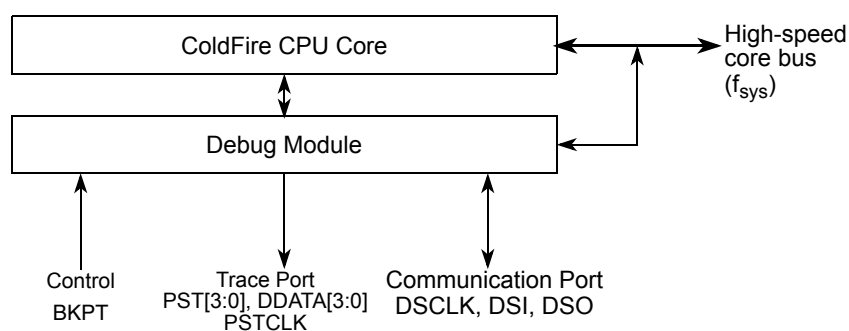 ColdFire CPU Core
High-speed
core bus
(fsys)
Debug Module
Control
BKPT
Trace Port
PST[3:0], DDATA[3:0]
PSTCLK
Communication Port
DSCLK, DSI, DSO